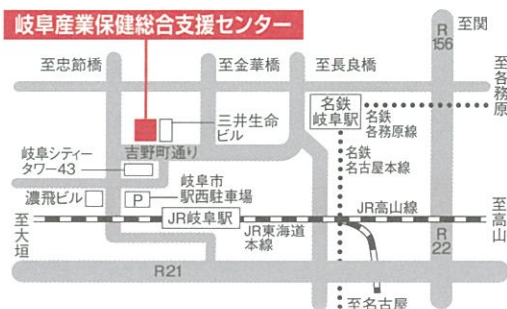 岐阜産業保健総合支援センター
R
156
至関
至忠節橋
至金華橋
至長良橋
至各務原
名鉄
岐阜駅
三井生命
ビル
名鉄
各務原線
吉野町通り
岐阜シティー
タワー43
名鉄
名古屋本線
岐阜市
駅西駐車場
濃飛ビル
P
JR高山線
至大垣
JR岐阜駅
JR東海道
本線
至高山
R
22
R21
至名古屋